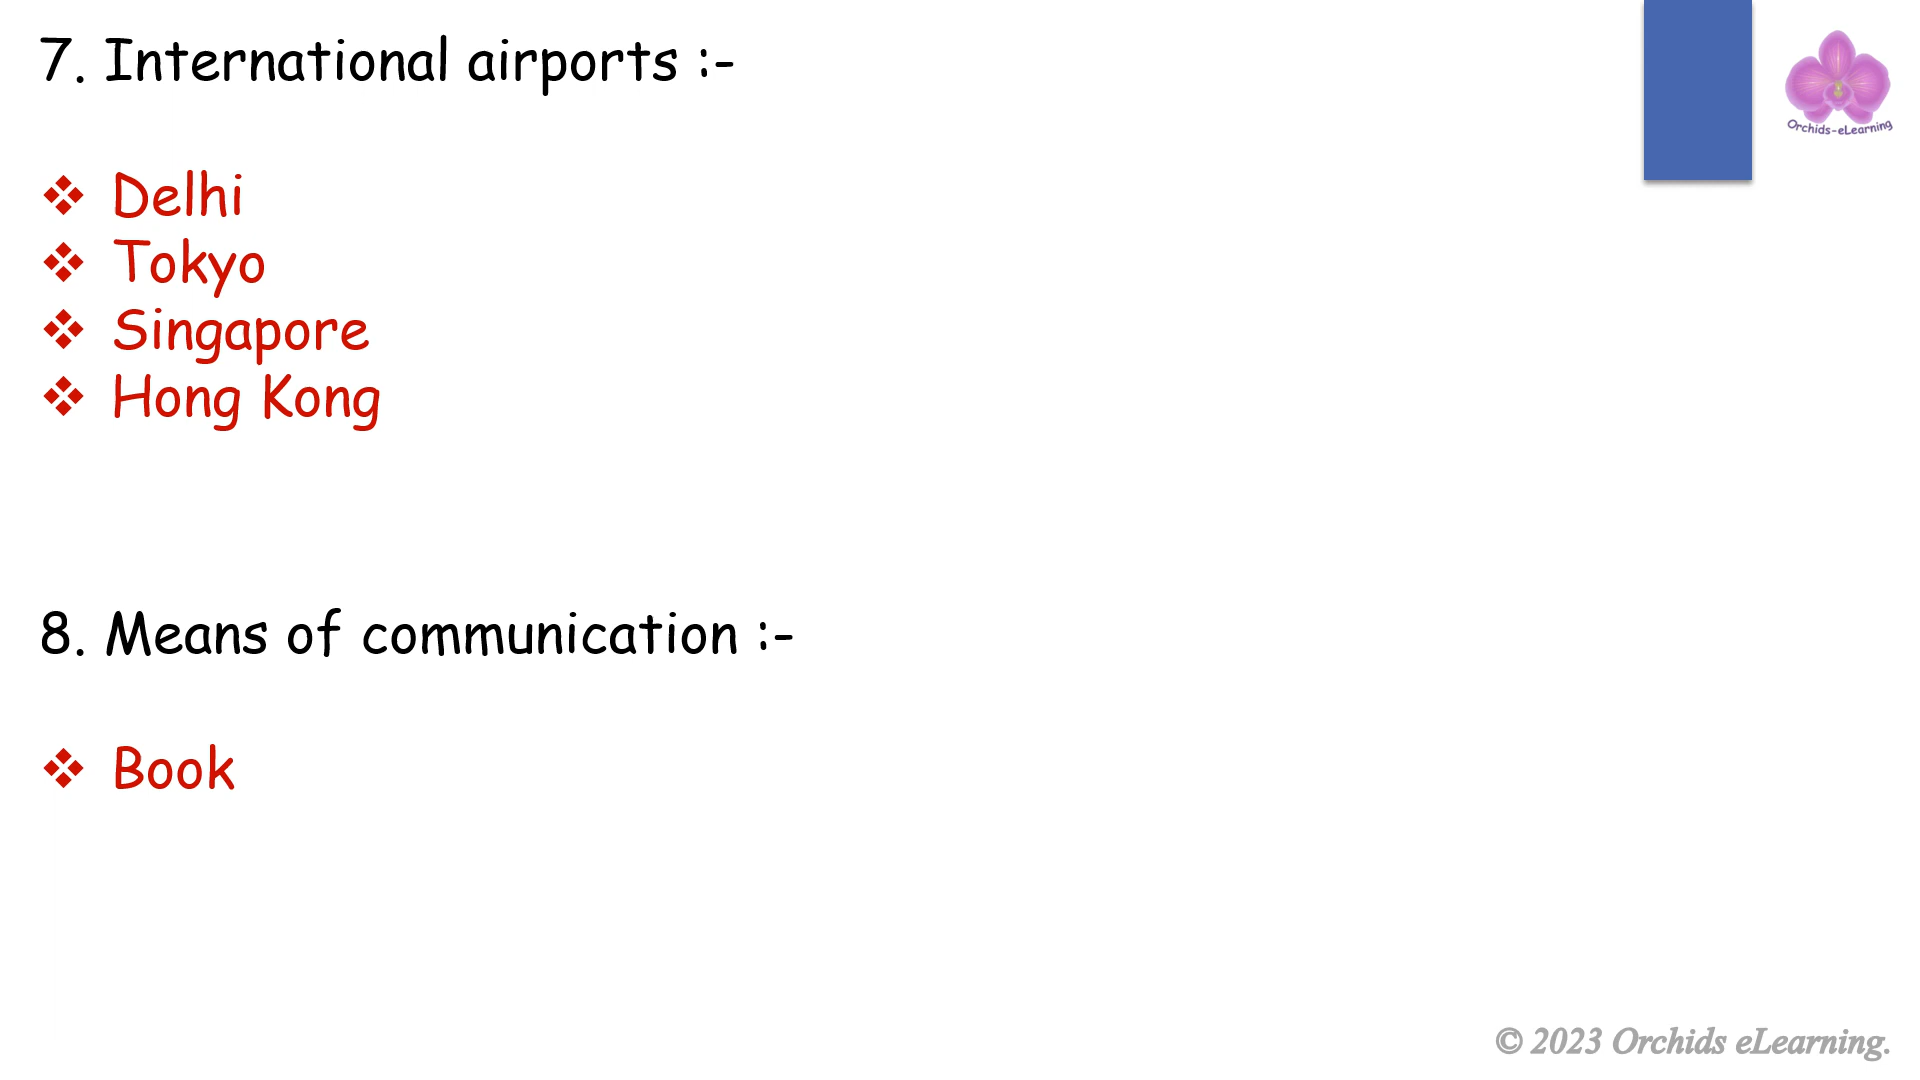 7. International airports :-
Orchids-eLearning
❖ Delhi
❖ Tokyo
❖ Singapore
❖ Hong Kong
8. Means of communication :-
❖ Book
© 2023 Orchids eLearning.